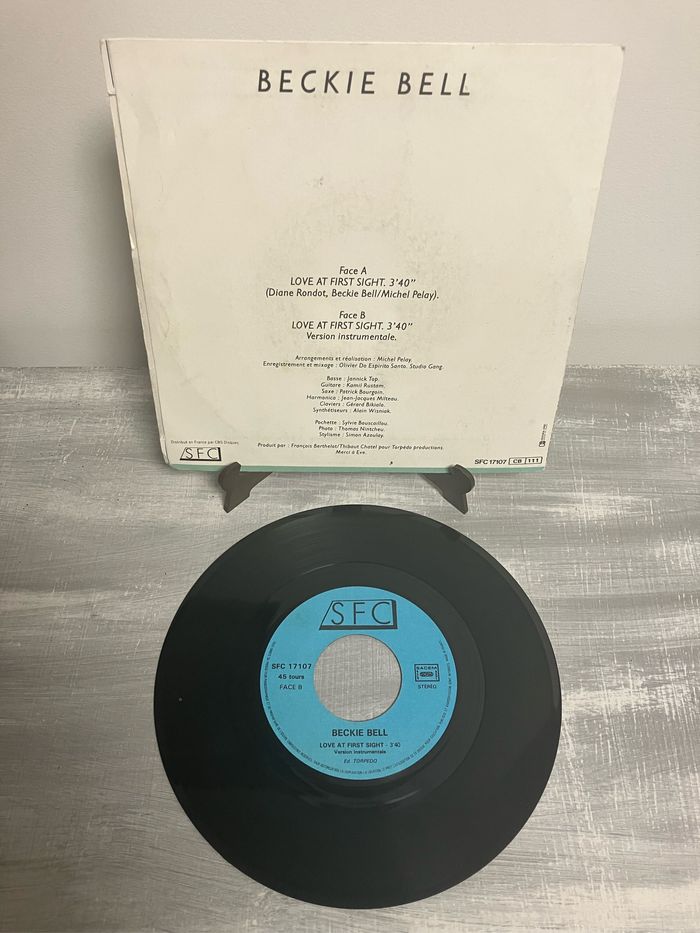 BECKIE BELL
Face A
LOVE AT FIRST SIGHT. 3'40"
(Diane Rondot, Beckie Bell/Michel Pelay).
Face B
LOVE AT FIRST SIGHT. 3'40"
Version instrumentale.
Arrangements et réalisation : Michel Pelay.
Enregistrement et mixage : Olivier Do Espirito Santo. Studio Gang.
Basse : Jannick Top.
Guitare : Kamil Rustam.
Saxo : Patrick Bourgoin.
Harmonica : Jean-Jacques Milteau.
Claviers : Gérard Bikialo.
Synthétiseurs : Alain Wisniak.
Pochette : Sylvie Bouscaillou.
Photo : Thomas Nintcheu.
Stylisme : Simon Azoulay.
Distribué en France par CBS Disques
SFC
Produit par : François Berthelot/Thibaut Chatel pour Torpédo productions.
Merci à Eve.
SFC 17107 CB 111
SFC
SFC 17107
45 tours
FACE B
SACEM
STÉRÉO
BECKIE BELL
LOVE AT FIRST SIGHT - 3'40
Version instrumentale
Ed. TORPEDO